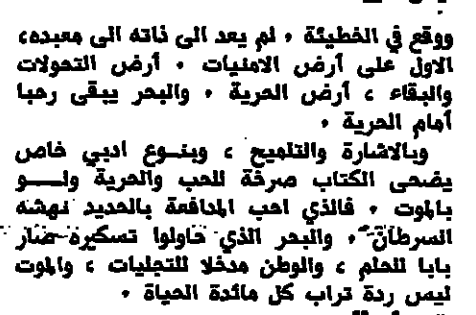 ووقع في الخطيئة ، لم يعد الى ذاته الى معبده،
الاول على أرض الامنيات ، أرض التحولات
والبقاء ، أرض الحرية ، والبحر يبقى رحبا
أمام الحرية ،
وبالاشارة والتلميح ، وبنوع ادبي خاص
يضحى الكتاب صرخة للحب والحرية ولو
بالموت ، فالذي احب المدافعة بالحديد نهشه
السرطان ، والبحر الذي حاولوا تسكيره صار
بابا للحلم ، والوطن مدخلا للتجليات ، والموت
ليس ردة تراب كل مائدة الحياة ،